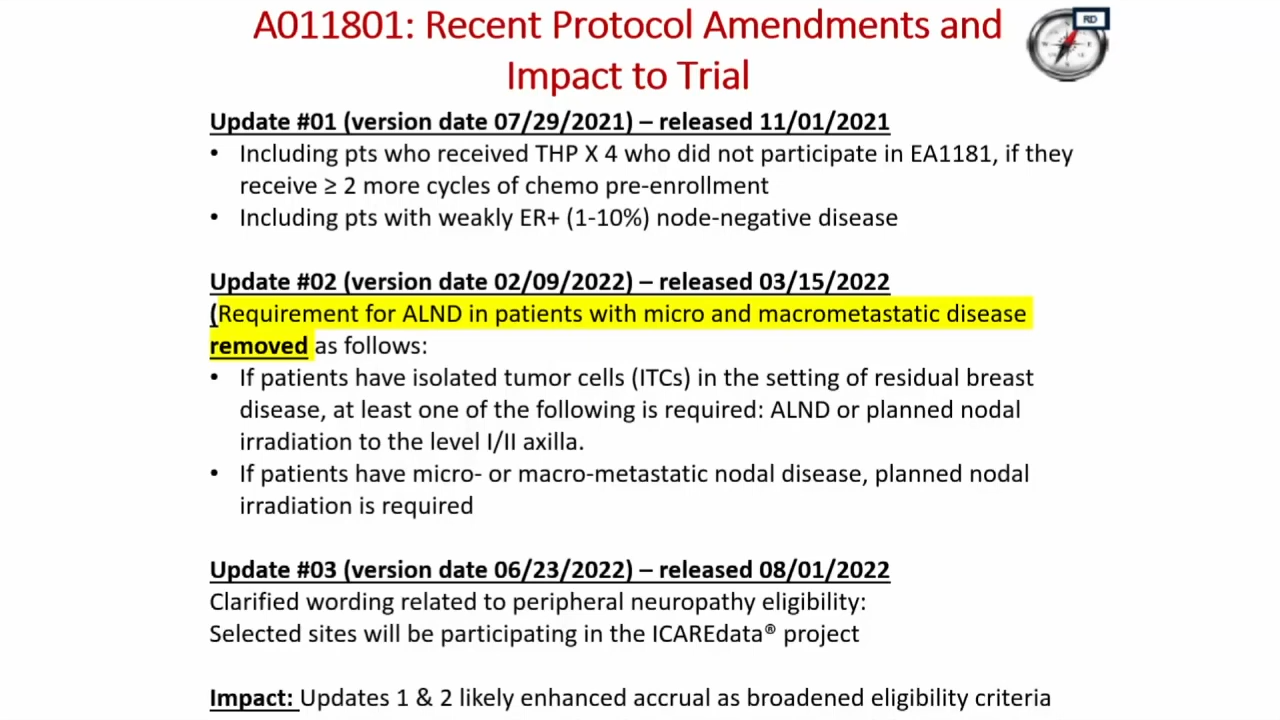 A011801: Recent Protocol Amendments and
Impact to Trial
RD
Update #01 (version date 07/29/2021) – released 11/01/2021
• Including pts who received THP X 4 who did not participate in EA1181, if they
receive ≥ 2 more cycles of chemo pre-enrollment
• Including pts with weakly ER+ (1-10%) node-negative disease
Update #02 (version date 02/09/2022) – released 03/15/2022
(Requirement for ALND in patients with micro and macrometastatic disease
removed as follows:
• If patients have isolated tumor cells (ITCs) in the setting of residual breast
disease, at least one of the following is required: ALND or planned nodal
irradiation to the level I/II axilla.
• If patients have micro- or macro-metastatic nodal disease, planned nodal
irradiation is required
Update #03 (version date 06/23/2022) – released 08/01/2022
Clarified wording related to peripheral neuropathy eligibility:
Selected sites will be participating in the ICAREdata® project
Impact: Updates 1 & 2 likely enhanced accrual as broadened eligibility criteria